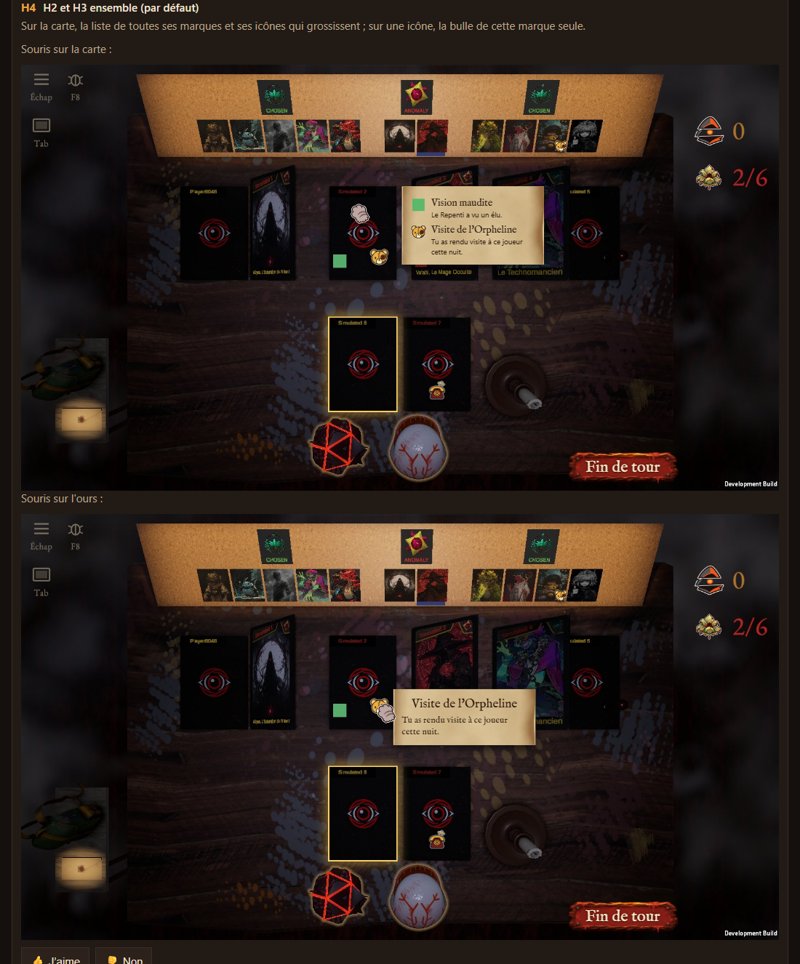 H4 H2 et H3 ensemble (par défaut)
Sur la carte, la liste de toutes ses marques et ses icônes qui grossissent ; sur une icône, la bulle de cette marque seule.
Souris sur la carte :
Échap
F8
Tab
CHOSEN
ANOMALY
CHOSEN
0
2/6
Vision maudite
Le Repenti a vu un élu.
Visite de l'Orpheline
Tu as rendu visite à ce joueur
cette nuit.
Le Technomancien
Fin de tour
Development Build
Souris sur l'ours :
Échap
F8
Tab
CHOSEN
ANOMALY
CHOSEN
0
2/6
Visite de l'Orpheline
Tu as rendu visite à ce joueur
cette nuit.
Fin de tour
Development Build
J'aime
Non